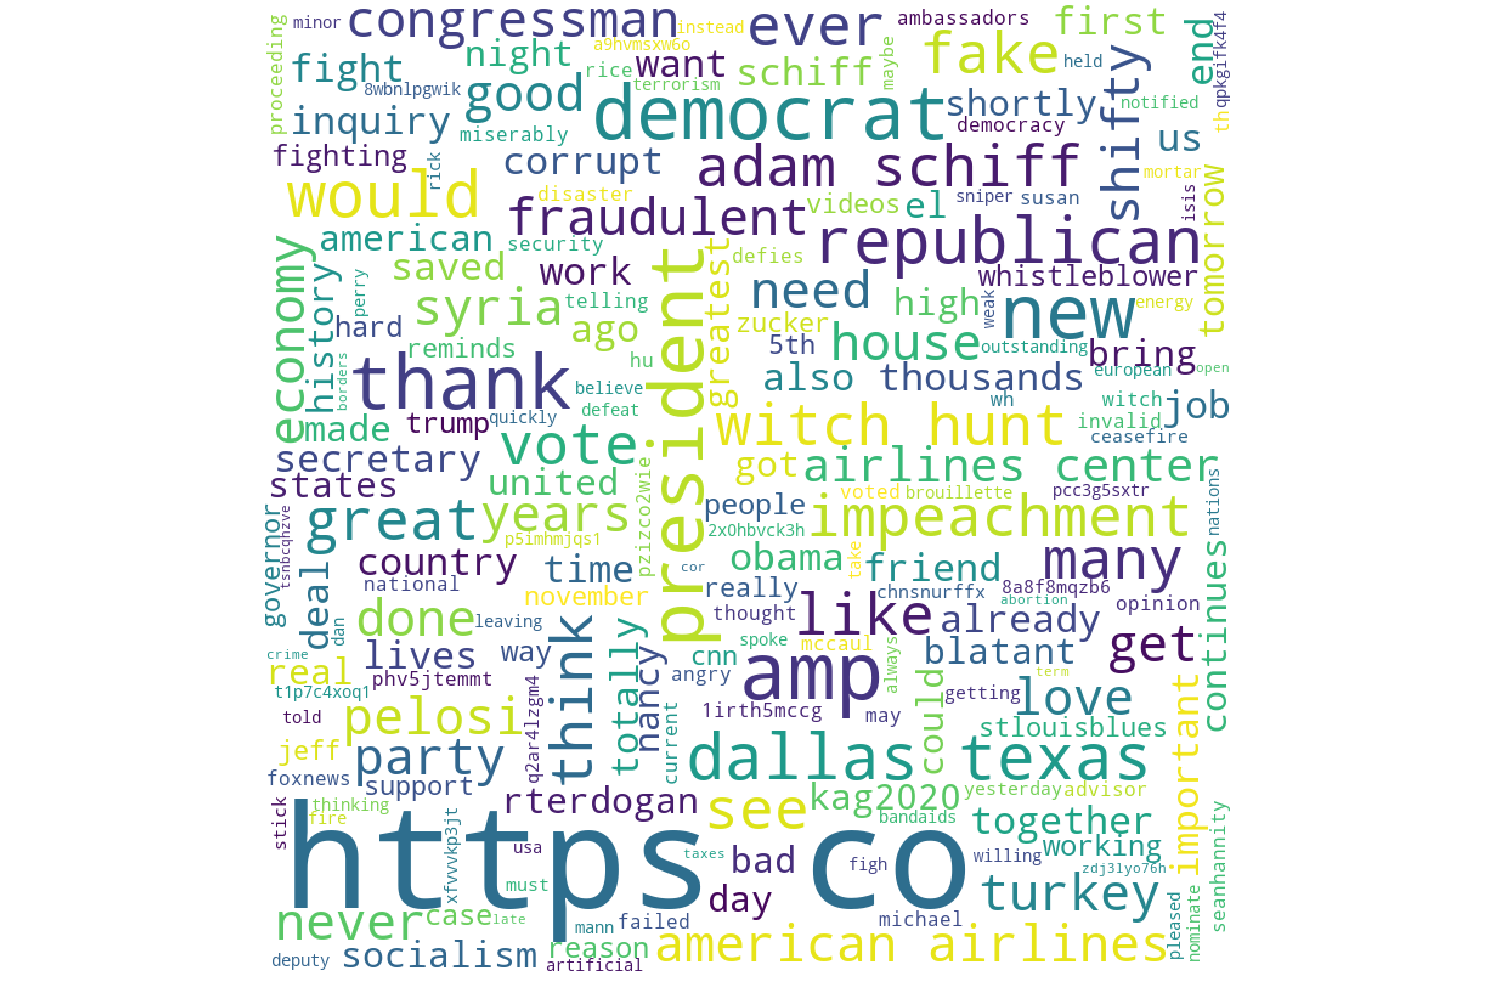 minor
congressman
instead
ever
ambassadors
first
end
qpkgifk4f4
proceeding
fight
night
a9hvmsxw6o
want
schiff
maybe
fake
held
shifty
8wbnlpgwik
good
rice
terrorism
democrat
shortly
notified
th
inquiry
miserably
democracy
us
fighting
rick
corrupt
adam schiff
mortar
would
disaster
fraudulent
videos
el
sniper
susan
isis
tomorrow
american
security
republican
economy
history
perry
saved
work
president
greatest
defies
whistleblower
syria
telling
need
high
weak
new
energy
hard
ago
zucker
5th
house
outstanding
bring
reminds
hu
borders
thank
believe
also
thousands
european
open
defeat
wh
witch
job
made
trump
quickly
witch hunt
invalid
ceasefire
secretary
vote
got
airlines center
states
united
pzizco2wie
voted
brouillette
pcc3g5sxtr
nations
governor
tsnbcqhzve
great
years
people
impeachment
deal
p5imhmjqs1
2x0hbvck3h
country
time
cor
obama
take
friend
many
continues
national
november
really
chnsnurffx
8a8f8mqzb6
done
leaving
think
thought
like
already
abortion
opinion
dan
totally
nancy
spoke
mccaul
always
blatant
get
crime
real
lives
way
cnn
angry
amp
term
t1p7c4xoq1
phv5jtemmt
q2ar4lzgm4
1irth5mccg
may
could
getting
love
important
told
pelosi
current
stlouisblues
jeff
party
dallas texas
foxnews
support
rterdogan
see
kag2020
yesterday
advisor
stick
thinking
fire
xfvvvkp3jt
https co
bandaids
together
seanhannity
usa
taxes
bad
figh
willing
working
zdj3lyo76h
must
day
turkey
never
case
late
mann
failed
michael
pleased
nominate
deputy
socialism
reason
artificial
american airlines